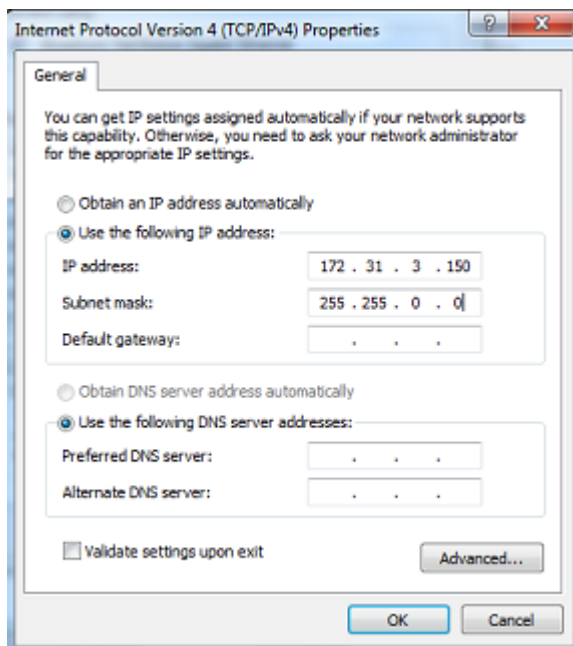 Internet Protocol Version 4 (TCP/IPv4) Properties
General
You can get IP settings assigned automatically if your network supports
this capability. Otherwise, you need to ask your network administrator
for the appropriate IP settings.
Obtain an IP address automatically
Use the following IP address:
IP address: 172 . 31 . 3 . 150
Subnet mask: 255 . 255 . 0 . 0
Default gateway: . . .
Obtain DNS server address automatically
Use the following DNS server addresses:
Preferred DNS server: . . .
Alternate DNS server: . . .
Validate settings upon exit
Advanced...
OK Cancel